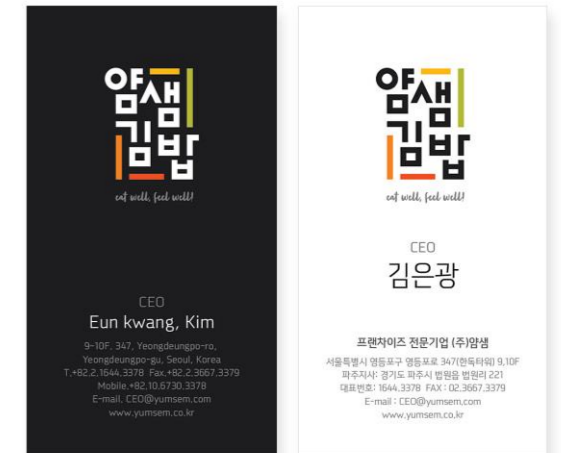 얌샘
김밥
eat well, feel well!
CEO
Eun kwang, Kim
9-10F, 347, Yeongdeungpo-ro,
Yeongdeungpo-gu, Seoul, Korea
T.+82.2.1644.3378 Fax.+82.2.3667.3379
Mobile.+82.10.6730.3378
E-mail. CEO@yumsem.com
www.yumsem.co.kr
얌샘
김밥
eat well, feel well!
CEO
김은광
프랜차이즈 전문기업 (주)얌샘
서울특별시 영등포구 영등포로 347(한독타워) 9,10F
파주지사: 경기도 파주시 법원읍 법원리 221
대표번호: 1644.3378 FAX : 02.3667.3379
E-mail : CEO@yumsem.com
www.yumsem.co.kr